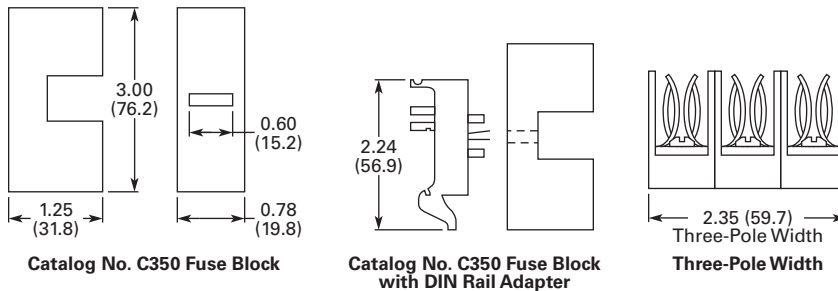 3.00
(76.2)
0.60
(15.2)
1.25
(31.8)
0.78
(19.8)
Catalog No. C350 Fuse Block
2.24
(56.9)
Catalog No. C350 Fuse Block
with DIN Rail Adapter
2.35 (59.7)
Three-Pole Width
Three-Pole Width